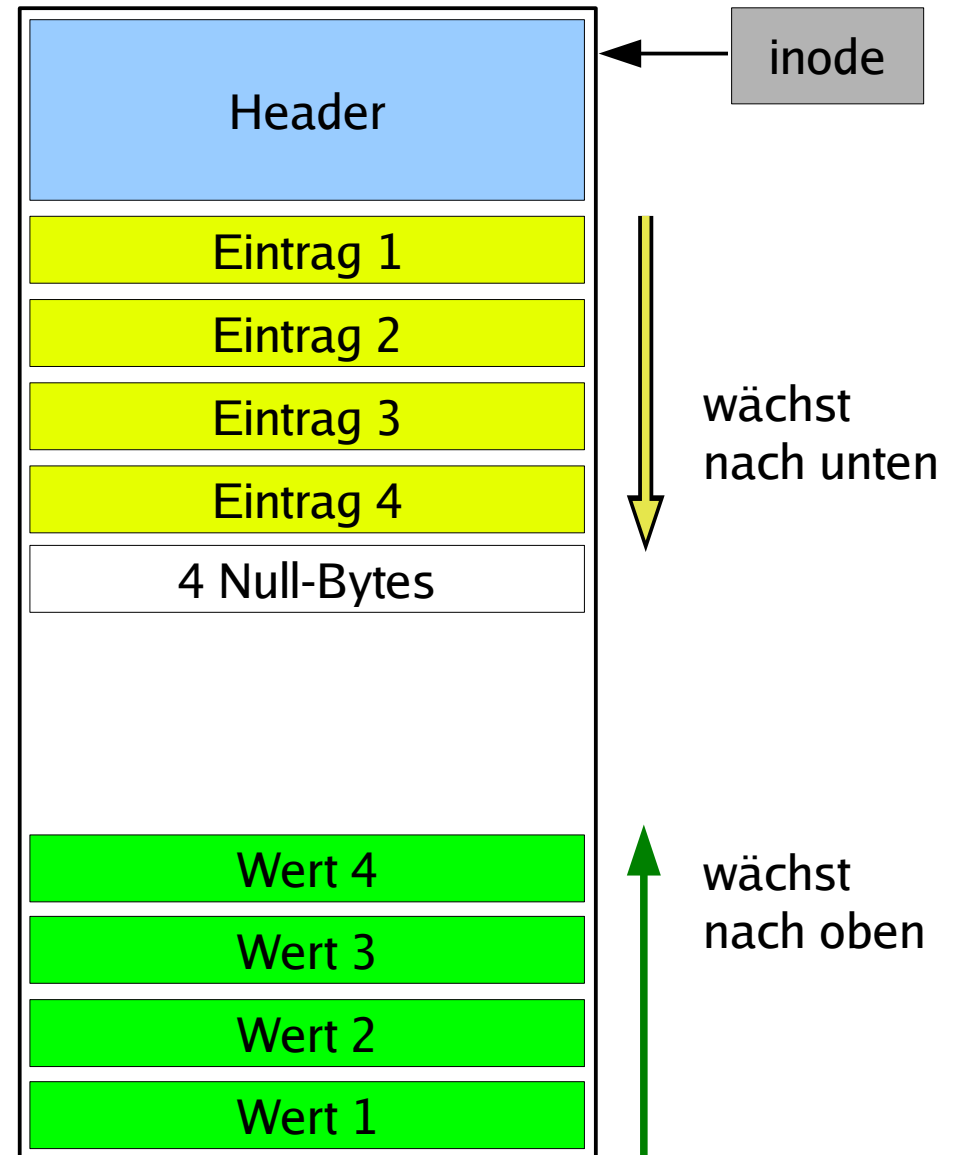 inode
Header
Eintrag 1
Eintrag 2
Eintrag 3
Eintrag 4
wächst
nach unten
4 Null-Bytes
Wert 4
Wert 3
Wert 2
Wert 1
wächst
nach oben